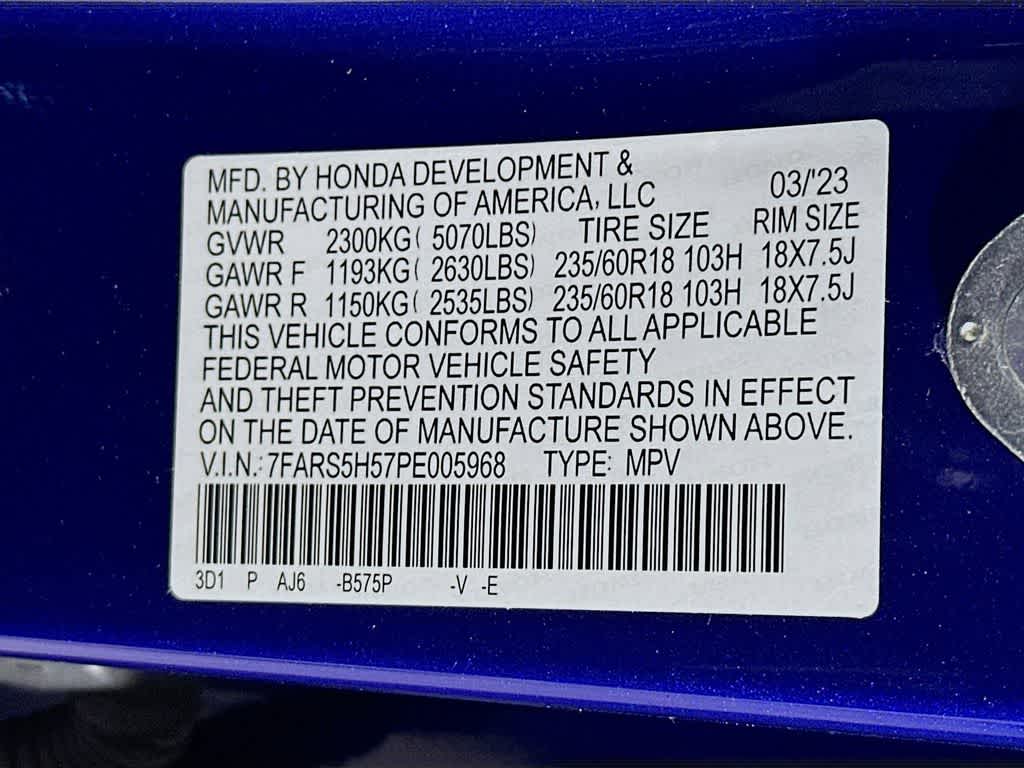 MFD. BY HONDA DEVELOPMENT &
MANUFACTURING OF AMERICA, LLC 03/'23
GVWR 2300KG( 5070LBS) TIRE SIZE RIM SIZE
GAWR F 1193KG( 2630LBS) 235/60R18 103H 18X7.5J
GAWR R 1150KG( 2535LBS) 235/60R18 103H 18X7.5J
THIS VEHICLE CONFORMS TO ALL APPLICABLE
FEDERAL MOTOR VEHICLE SAFETY
AND THEFT PREVENTION STANDARDS IN EFFECT
ON THE DATE OF MANUFACTURE SHOWN ABOVE.
V.I.N.: 7FARS5H57PE005968 TYPE: MPV
3D1 P AJ6 -B575P -V -E